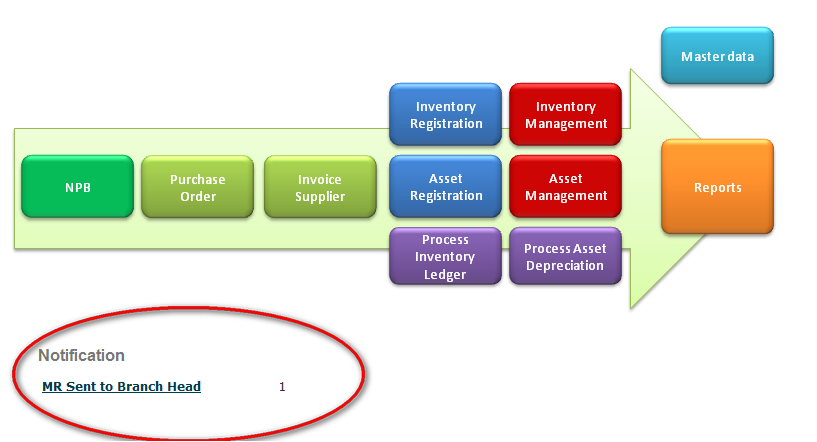 Master data
Inventory
Registration
Inventory
Management
NPB
Purchase
Order
Invoice
Supplier
Asset
Registration
Asset
Management
Reports
Process
Inventory
Ledger
Process Asset
Depreciation
Notification
MR Sent to Branch Head 1